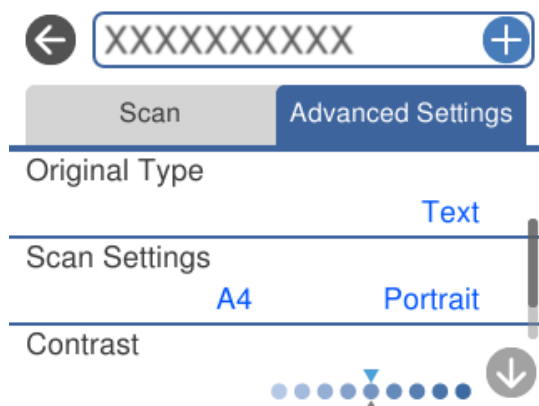 XXXXXXXXXX
Scan
Advanced Settings
Original Type
Text
Scan Settings
A4 Portrait
Contrast